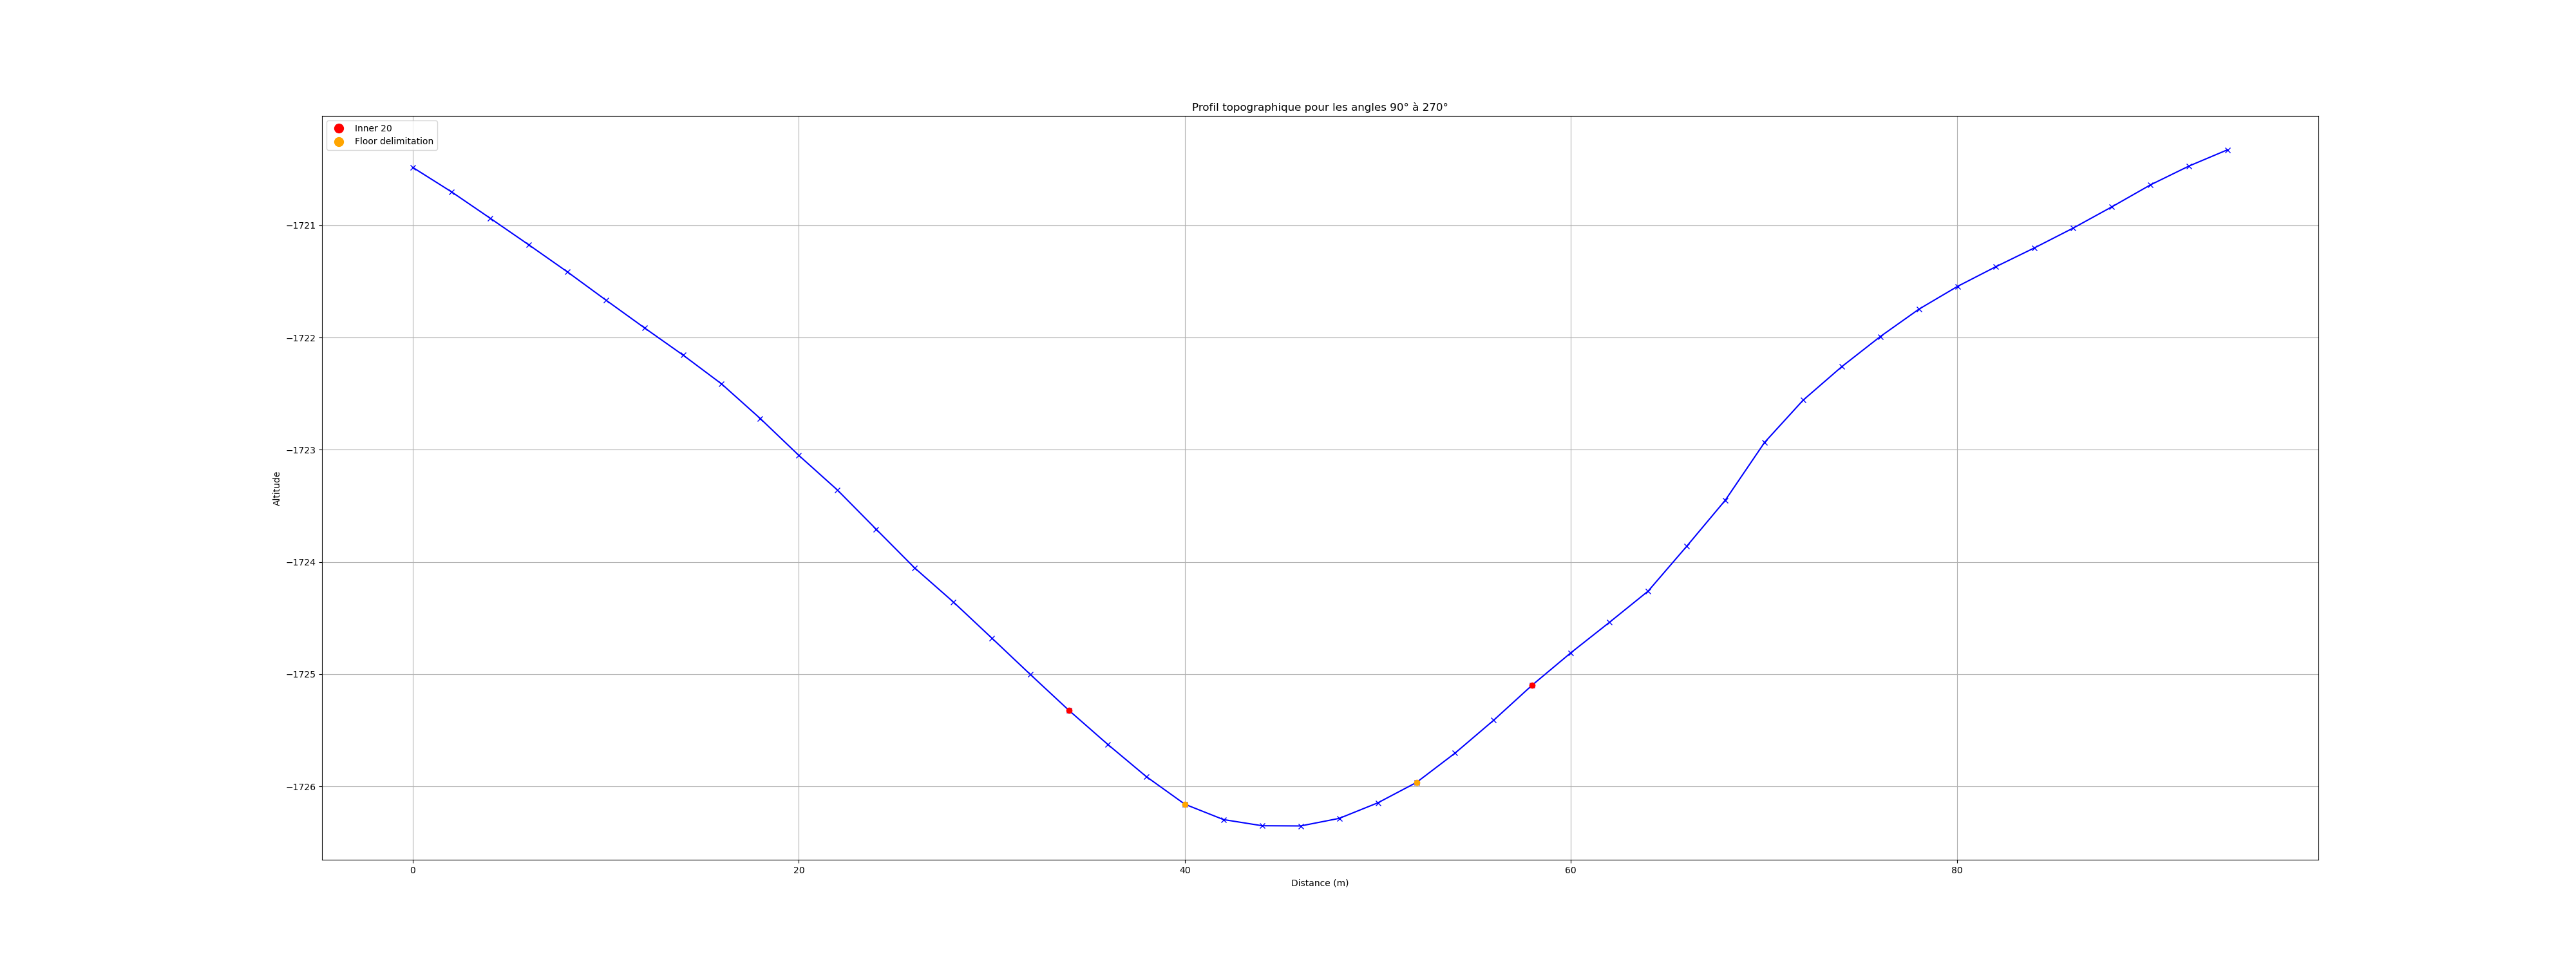 Profil topographique pour les angles 90° à 270°
Inner 20
Floor delimitation
−1721
−1722
−1723
−1724
−1725
−1726
Altitude
0
20
40
60
80
Distance (m)